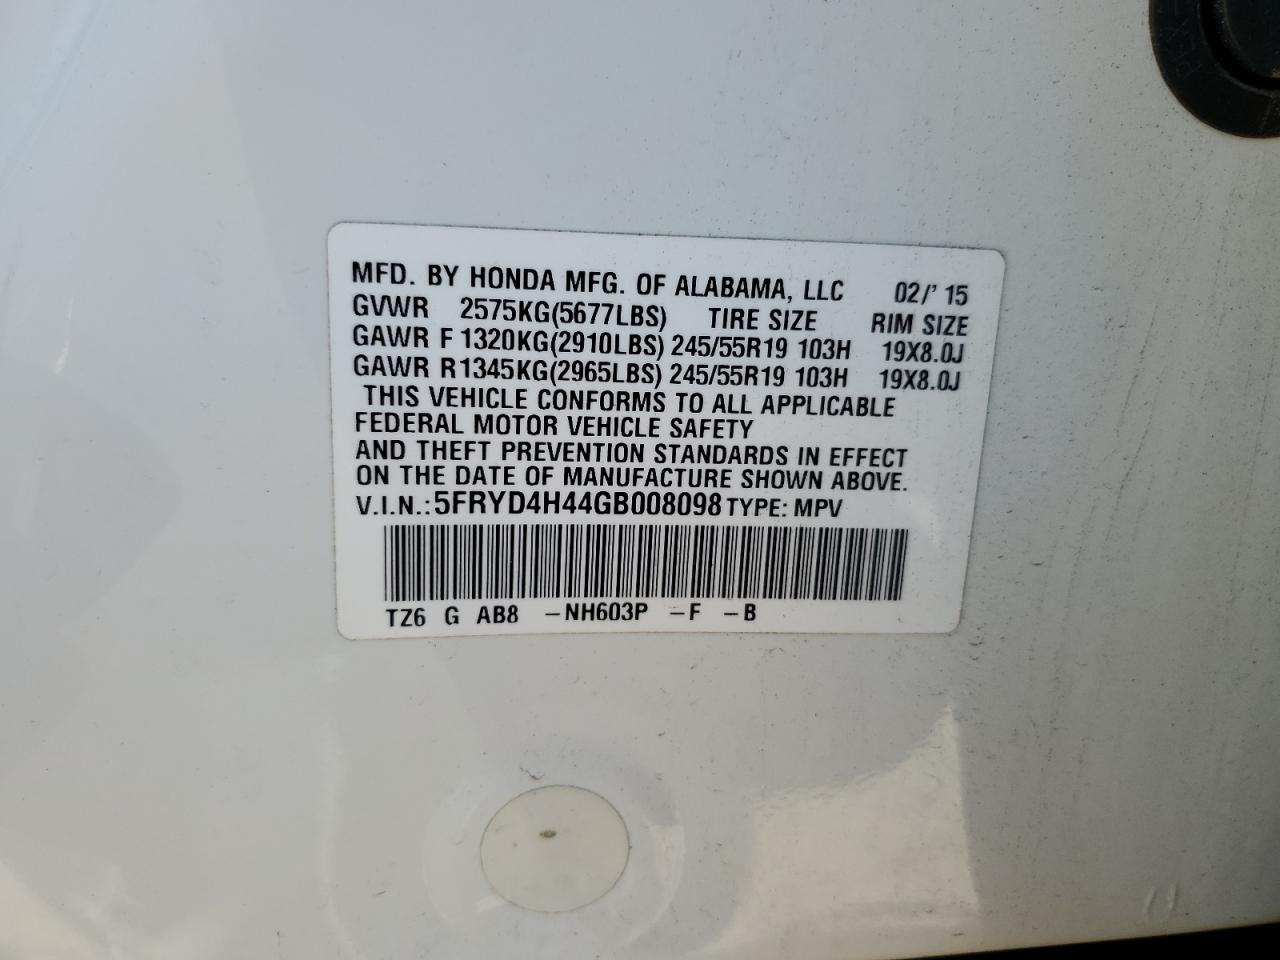 MFD. BY HONDA MFG. OF ALABAMA, LLC 02/'15
GVWR 2575KG(5677LBS) TIRE SIZE RIM SIZE
GAWR F 1320KG(2910LBS) 245/55R19 103H 19X8.0J
GAWR R1345KG(2965LBS) 245/55R19 103H 19X8.0J
THIS VEHICLE CONFORMS TO ALL APPLICABLE
FEDERAL MOTOR VEHICLE SAFETY
AND THEFT PREVENTION STANDARDS IN EFFECT
ON THE DATE OF MANUFACTURE SHOWN ABOVE.
V.I.N.:5FRYD4H44GB008098 TYPE: MPV
TZ6 G AB8 -NH603P -F -B